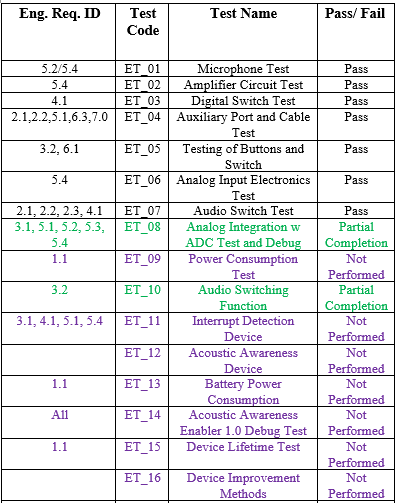 Eng. Req. ID Test Code Test Name Pass/ Fail
5.2/5.4 ET_01 Microphone Test Pass
5.4 ET_02 Amplifier Circuit Test Pass
4.1 ET_03 Digital Switch Test Pass
2.1,2.2,5.1,6.3,7.0 ET_04 Auxiliary Port and Cable Test Pass
3.2, 6.1 ET_05 Testing of Buttons and Switch Pass
5.4 ET_06 Analog Input Electronics Test Pass
2.1, 2.2, 2.3, 4.1 ET_07 Audio Switch Test Pass
3.1, 5.1, 5.2, 5.3, 5.4 ET_08 Analog Integration w ADC Test and Debug Partial Completion
1.1 ET_09 Power Consumption Test Not Performed
3.2 ET_10 Audio Switching Function Partial Completion
3.1, 4.1, 5.1, 5.4 ET_11 Interrupt Detection Device Not Performed
ET_12 Acoustic Awareness Device Not Performed
1.1 ET_13 Battery Power Consumption Not Performed
All ET_14 Acoustic Awareness Enabler 1.0 Debug Test Not Performed
1.1 ET_15 Device Lifetime Test Not Performed
ET_16 Device Improvement Methods Not Performed